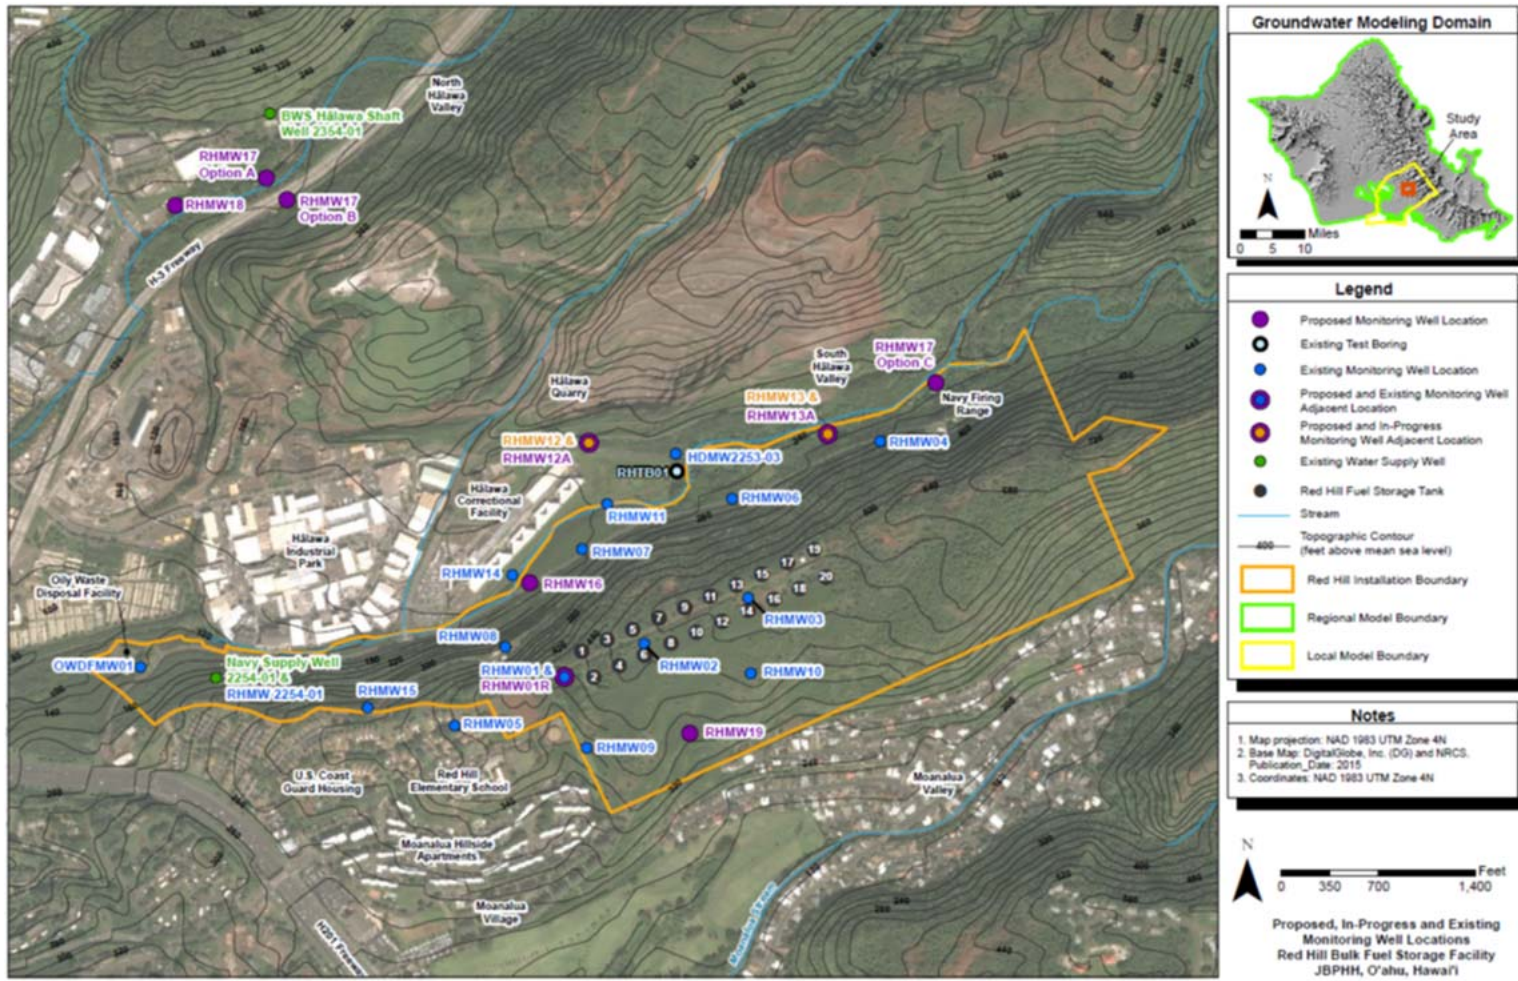 North
Hālawa
Valley
BWS Hālawa Shaft
Well 2354-01
RHMW17
Option A
RHMW18
RHMW17
Option B
H-3 Freeway
RHMW17
Option C
South
Hālawa
Valley
Hālawa
Quarry
RHMW13 &
RHMW13A
Navy Firing
Range
RHMW12 &
RHMW12A
RHMW04
HDMW2253-03
RHTB01
Hālawa
Correctional
Facility
RHMW06
RHMW11
Hālawa
Industrial
Park
RHMW07
Oily Waste
Disposal Facility
RHMW14
RHMW16
1
2
3
4
5
6
7
8
9
10
11
12
13
14
15
16
17
18
19
20
RHMW03
RHMW08
RHMW02
OWDFMW01
Navy Supply Well
2254-01 &
RHMW 2254-01
RHMW01 &
RHMW01R
RHMW10
RHMW15
RHMW05
RHMW19
RHMW09
U.S. Coast
Guard Housing
Red Hill
Elementary School
Moanalua
Valley
Moanalua Hillside
Apartments
Moanalua
Village
Moanalua Stream
H201 Freeway
Groundwater Modeling Domain
Study
Area
N
Miles
0 5 10
Legend
Proposed Monitoring Well Location
Existing Test Boring
Existing Monitoring Well Location
Proposed and Existing Monitoring Well
Adjacent Location
Proposed and In-Progress
Monitoring Well Adjacent Location
Existing Water Supply Well
Red Hill Fuel Storage Tank
Stream
400
Topographic Contour
(feet above mean sea level)
Red Hill Installation Boundary
Regional Model Boundary
Local Model Boundary
Notes
1. Map projection: NAD 1983 UTM Zone 4N
2. Base Map: DigitalGlobe, Inc. (DG) and NRCS,
Publication_Date: 2015
3. Coordinates: NAD 1983 UTM Zone 4N
N
Feet
0 350 700 1,400
Proposed, In-Progress and Existing
Monitoring Well Locations
Red Hill Bulk Fuel Storage Facility
JBPHH, O'ahu, Hawai'i